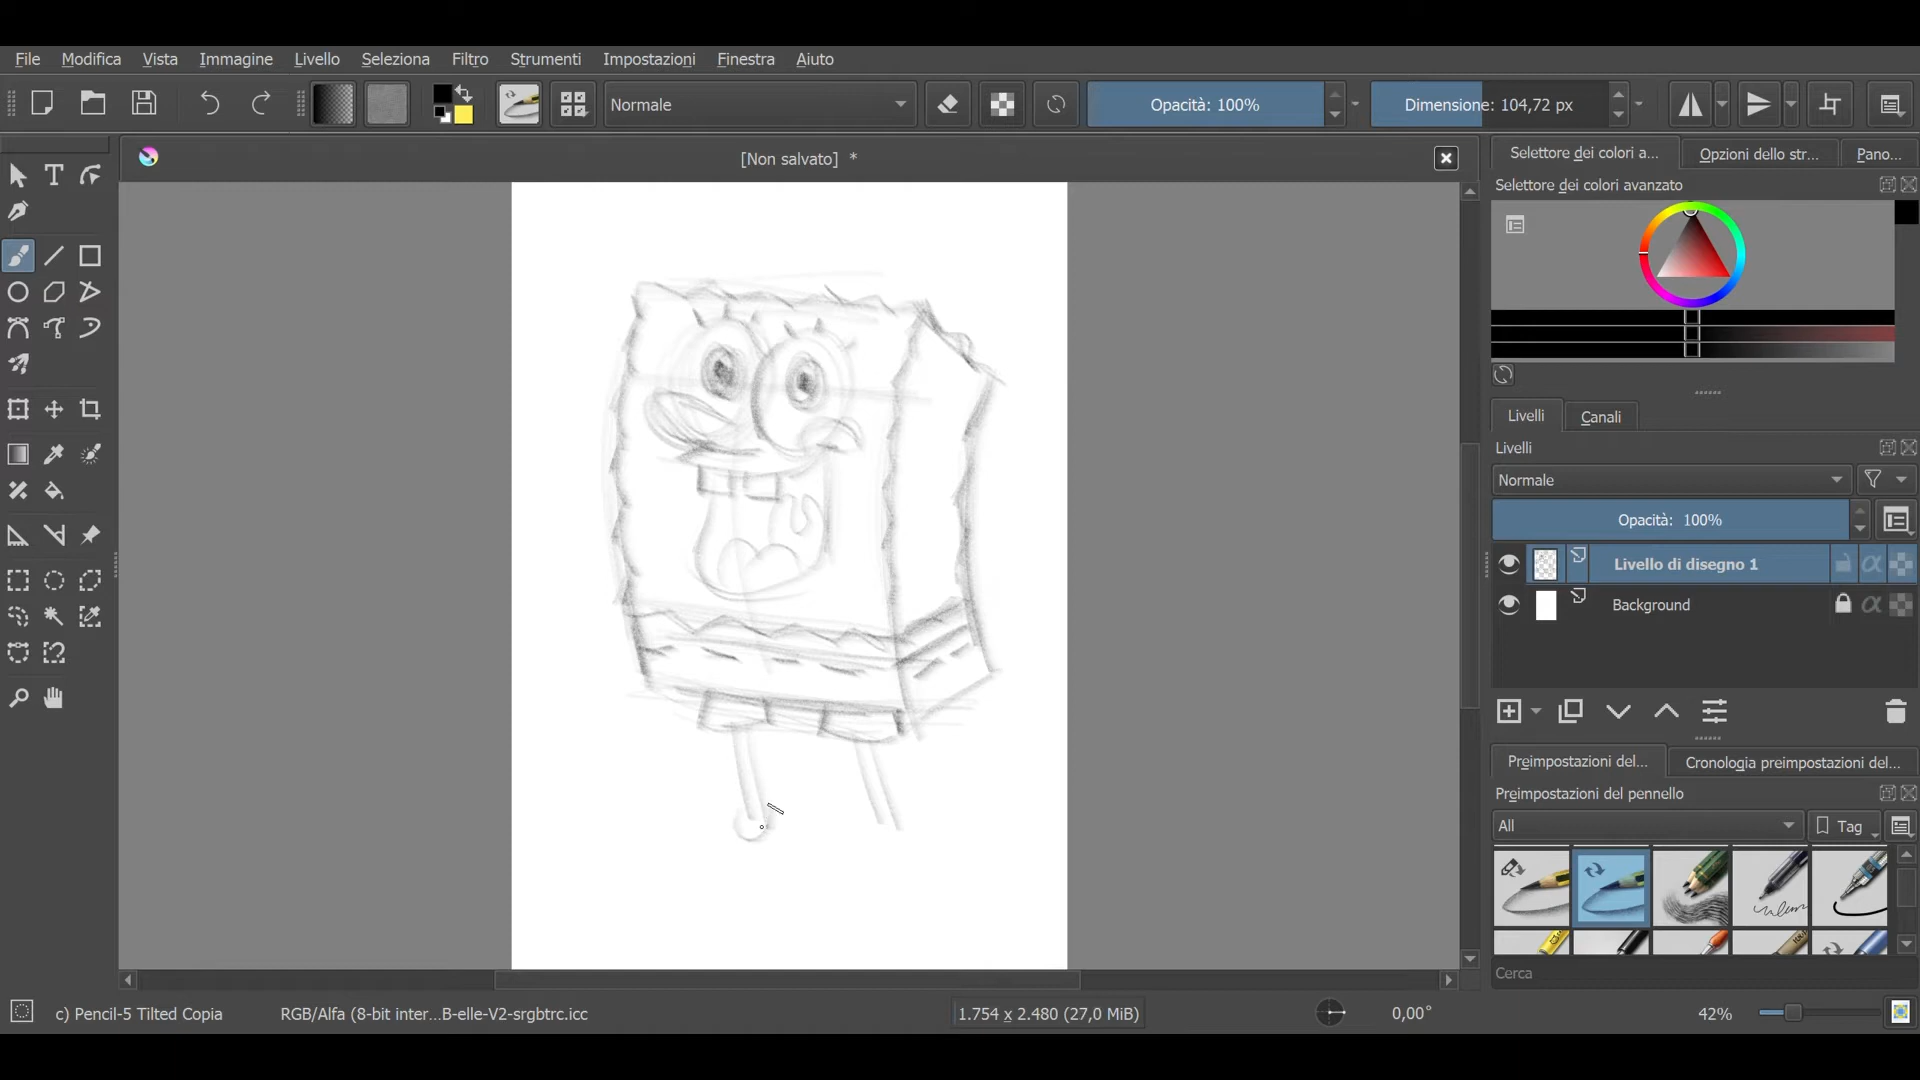 File Modifica Vista Immagine Livello Seleziona Filtro Strumenti Impostazioni Finestra Aiuto
Normale Opacità: 100% Dimensione: 104,72 px
[Non salvato] *
Selettore dei colori a... Opzioni dello str... Pano...
Selettore dei colori avanzato
Livelli Canali
Livelli
Normale
Opacità: 100%
Livello di disegno 1
Background
Preimpostazioni del... Cronologia preimpostazioni del...
Preimpostazioni del pennello
All Tag
Cerca
c) Pencil-5 Tilted Copia RGB/Alfa (8-bit inter...B-elle-V2-srgbtrc.icc 1.754 x 2.480 (27,0 MiB) 0,00° 42%